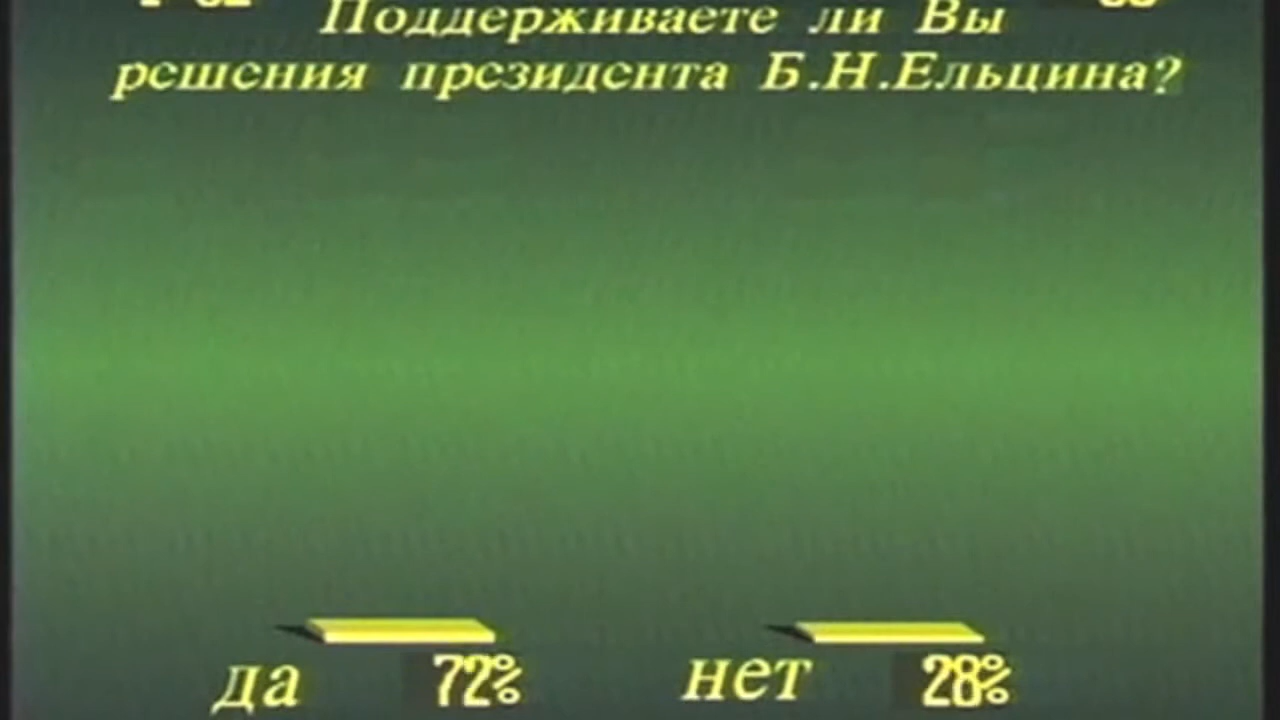 Поддерживаете ли Вы
решения президента Б.Н.Ельцина?
да 72% нет 28%